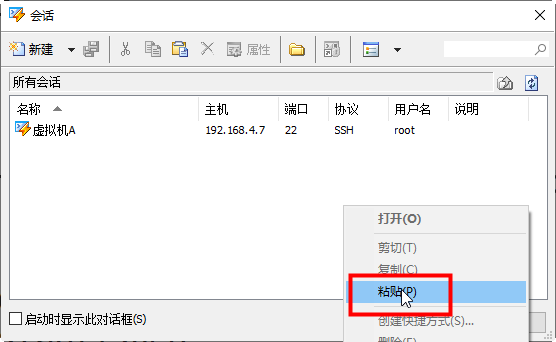 会话
新建 属性
所有会话
名称 主机 端口 协议 用户名 说明
虚拟机A 192.168.4.7 22 SSH root
打开(O)
剪切(T)
复制(C)
粘贴(P)
创建快捷方式(S)...
删除(E)
启动时显示此对话框(S)